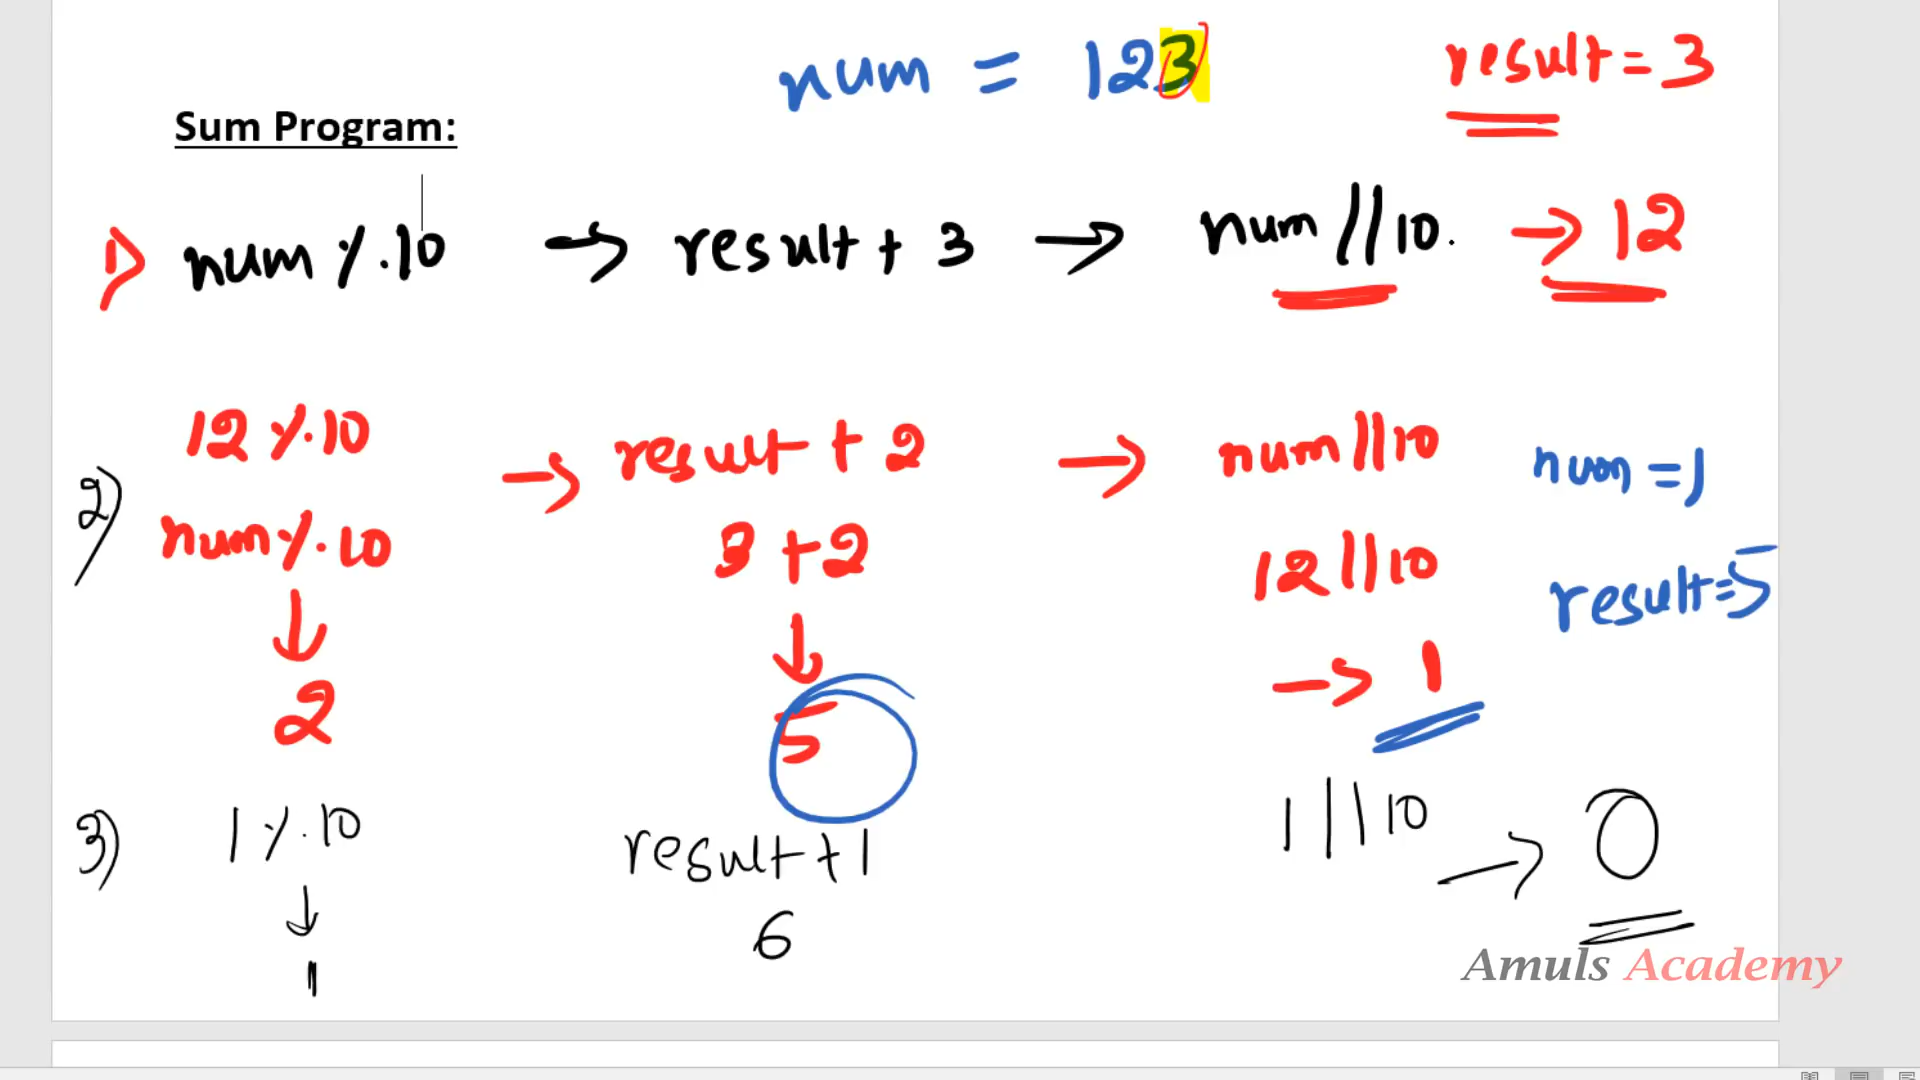 num = 123
result = 3
Sum Program:
1) num %.10 → result + 3 → num//10. → 12
2) 12 %.10 → result + 2 → num//10 num = 1
num%.10 3 + 2 12//10 result=5
↓ ↓ → 1
2 5
3) 1 %.10 result + 1 1//10 → 0
↓ 6
1
Amuls Academy